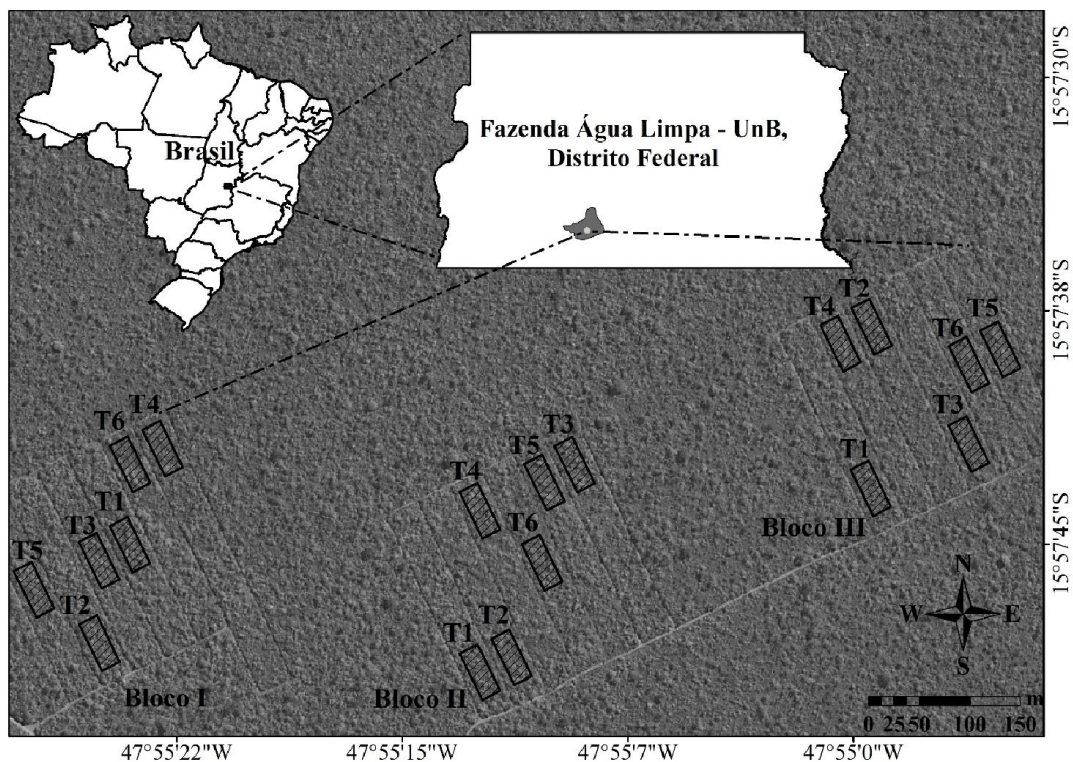 Brasil
Fazenda Água Limpa - UnB,
Distrito Federal
15°57'30"S
15°57'38"S
15°57'45"S
T4
T2
T6
T5
T3
T1
Bloco III
T3
T5
T4
T6
T2
T1
Bloco II
T4
T6
T1
T3
T5
T2
Bloco I
N
W
E
S
m
0 25 50 100 150
47°55'22"W
47°55'15"W
47°55'7"W
47°55'0"W